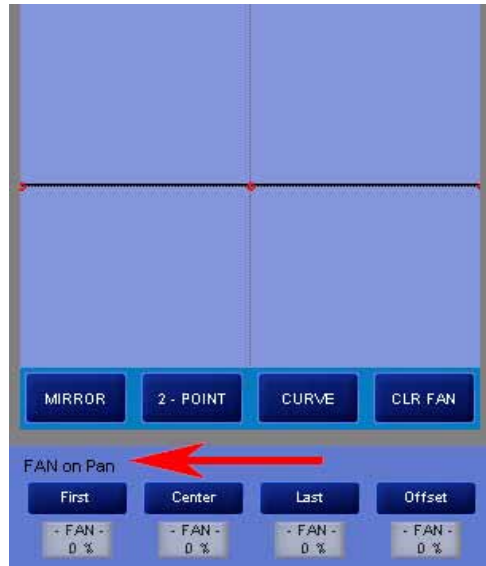 MIRROR 2 - POINT CURVE CLR FAN
FAN on Pan
First Center Last Offset
- FAN - - FAN - - FAN - - FAN -
0 % 0 % 0 % 0 %